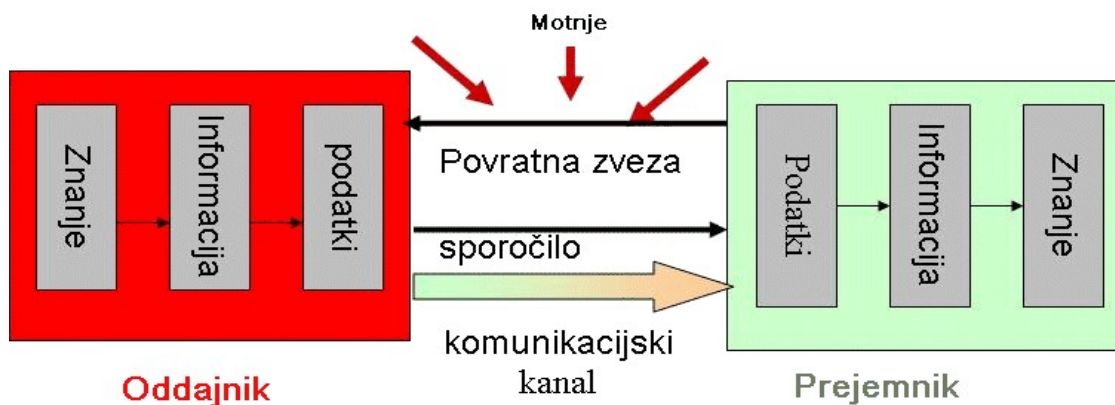 Motnje
Znanje
Informacija
podatki
Povratna zveza
sporočilo
komunikacijski
kanal
Podatki
Informacija
Znanje
Oddajnik
Prejemnik